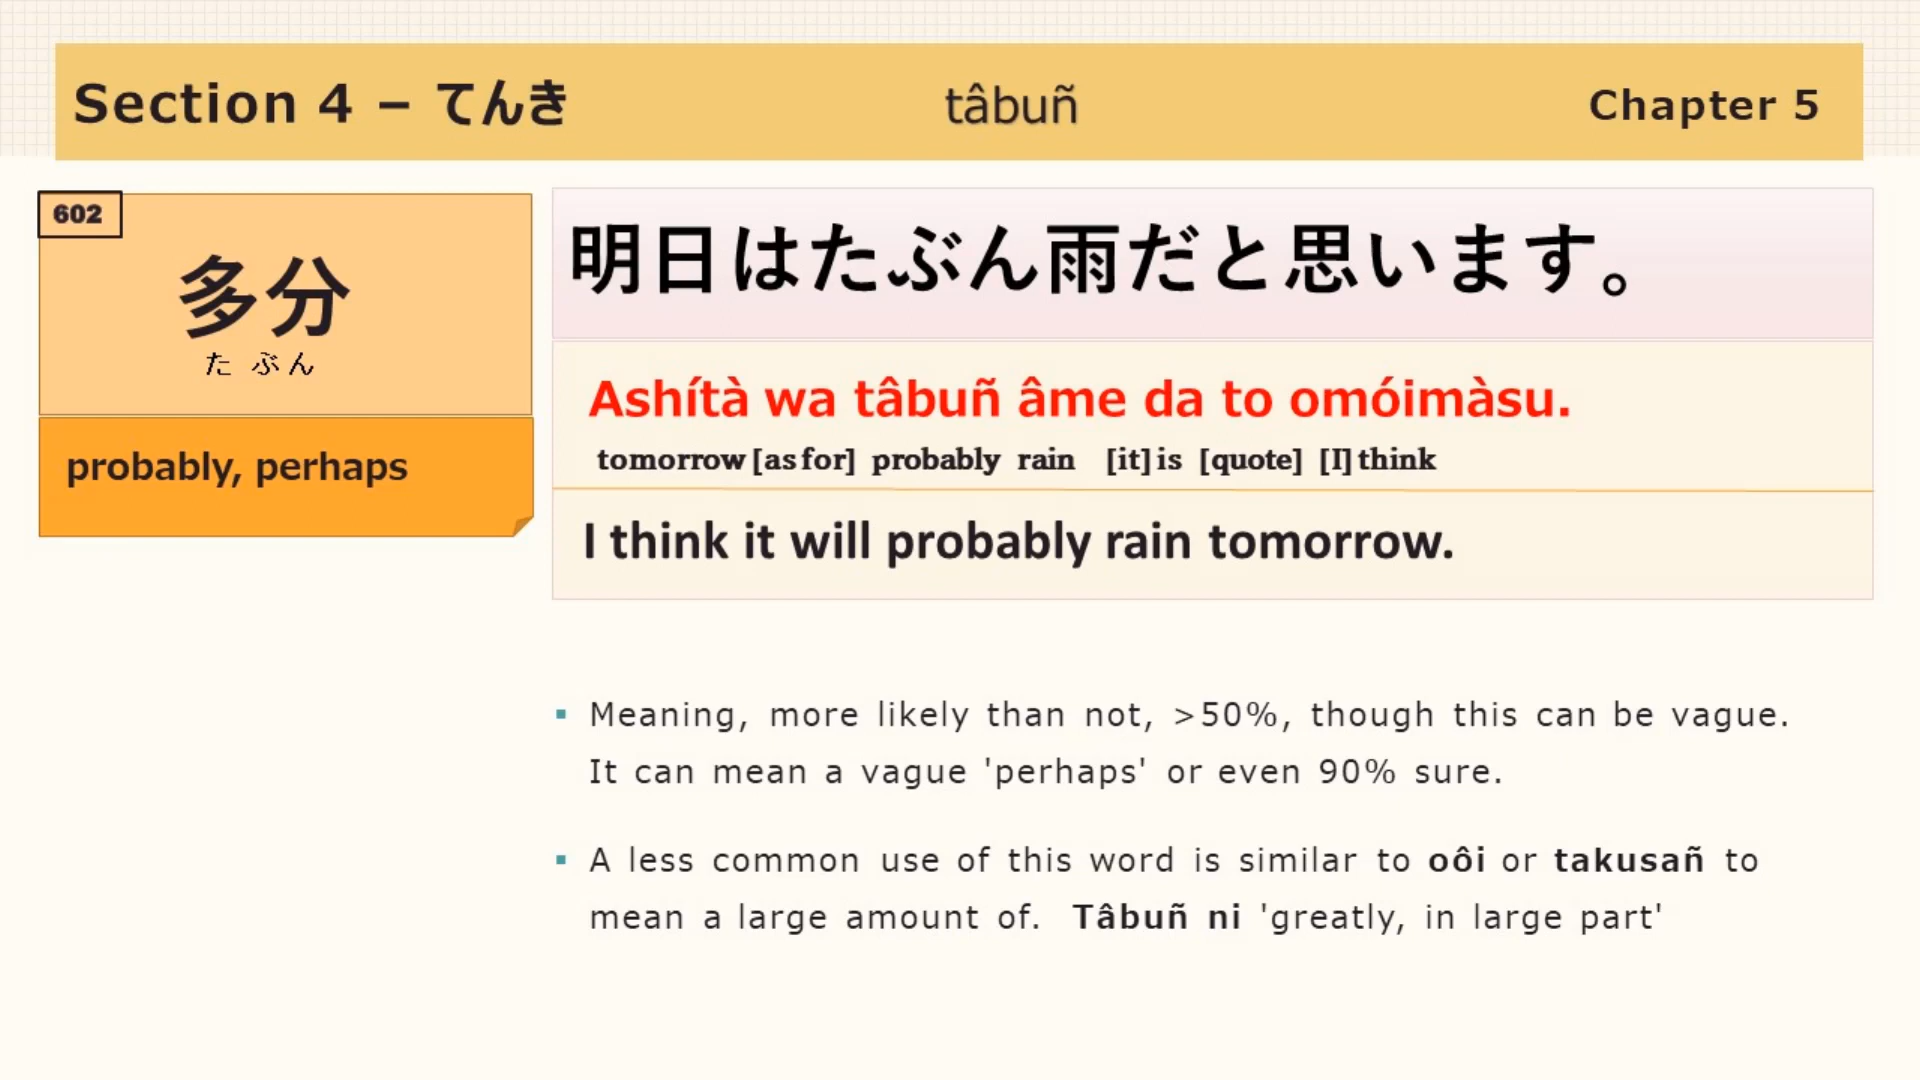 Section 4 – てんき
tâbuñ
Chapter 5
602
多分
た ぶん
probably, perhaps
明日はたぶん雨だと思います。
Ashítà wa tâbuñ âme da to omóimàsu.
tomorrow [as for] probably rain [it] is [quote] [I] think
I think it will probably rain tomorrow.
▪ Meaning, more likely than not, >50%, though this can be vague.
It can mean a vague 'perhaps' or even 90% sure.
▪ A less common use of this word is similar to oôi or takusañ to
mean a large amount of. Tâbuñ ni 'greatly, in large part'